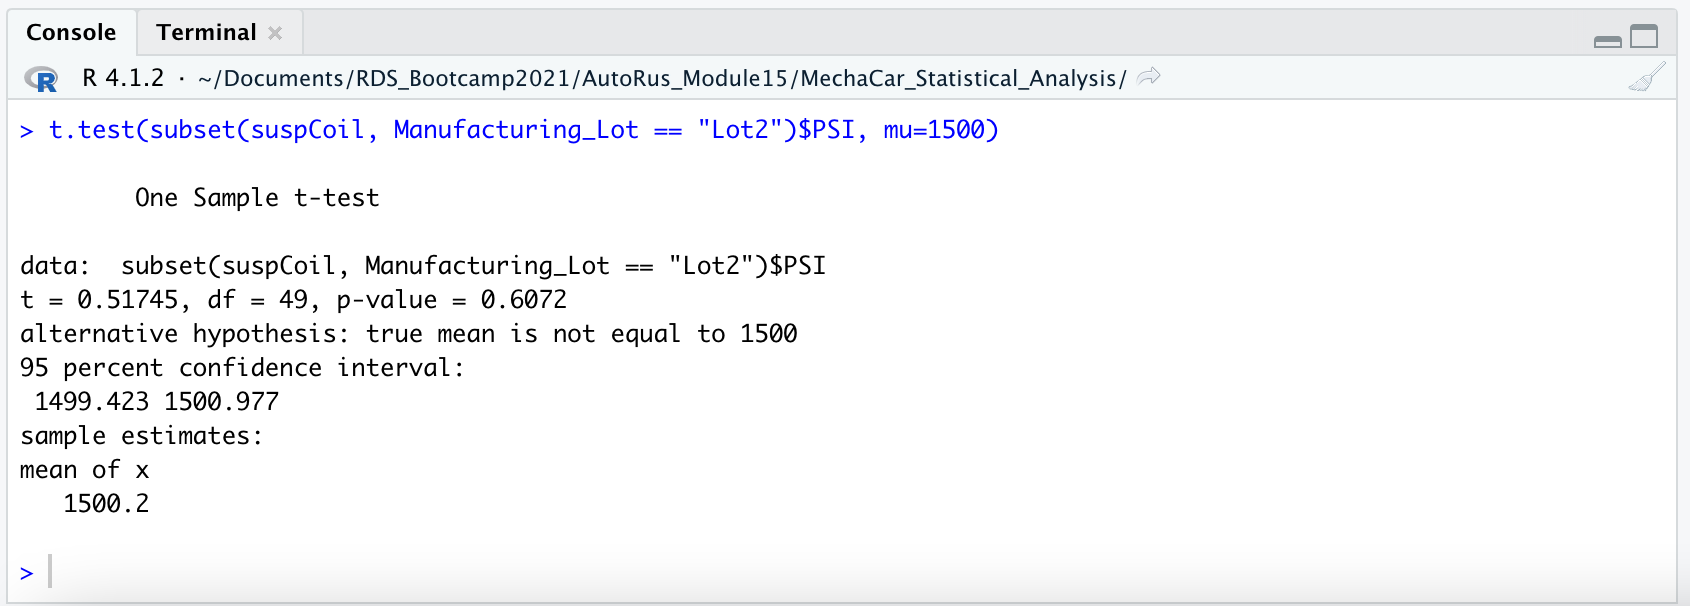 Console Terminal
R 4.1.2 · ~/Documents/RDS_Bootcamp2021/AutoRus_Module15/MechaCar_Statistical_Analysis/
> t.test(subset(suspCoil, Manufacturing_Lot == "Lot2")$PSI, mu=1500)
One Sample t-test
data:  subset(suspCoil, Manufacturing_Lot == "Lot2")$PSI
t = 0.51745, df = 49, p-value = 0.6072
alternative hypothesis: true mean is not equal to 1500
95 percent confidence interval:
1499.423 1500.977
sample estimates:
mean of x
1500.2
>